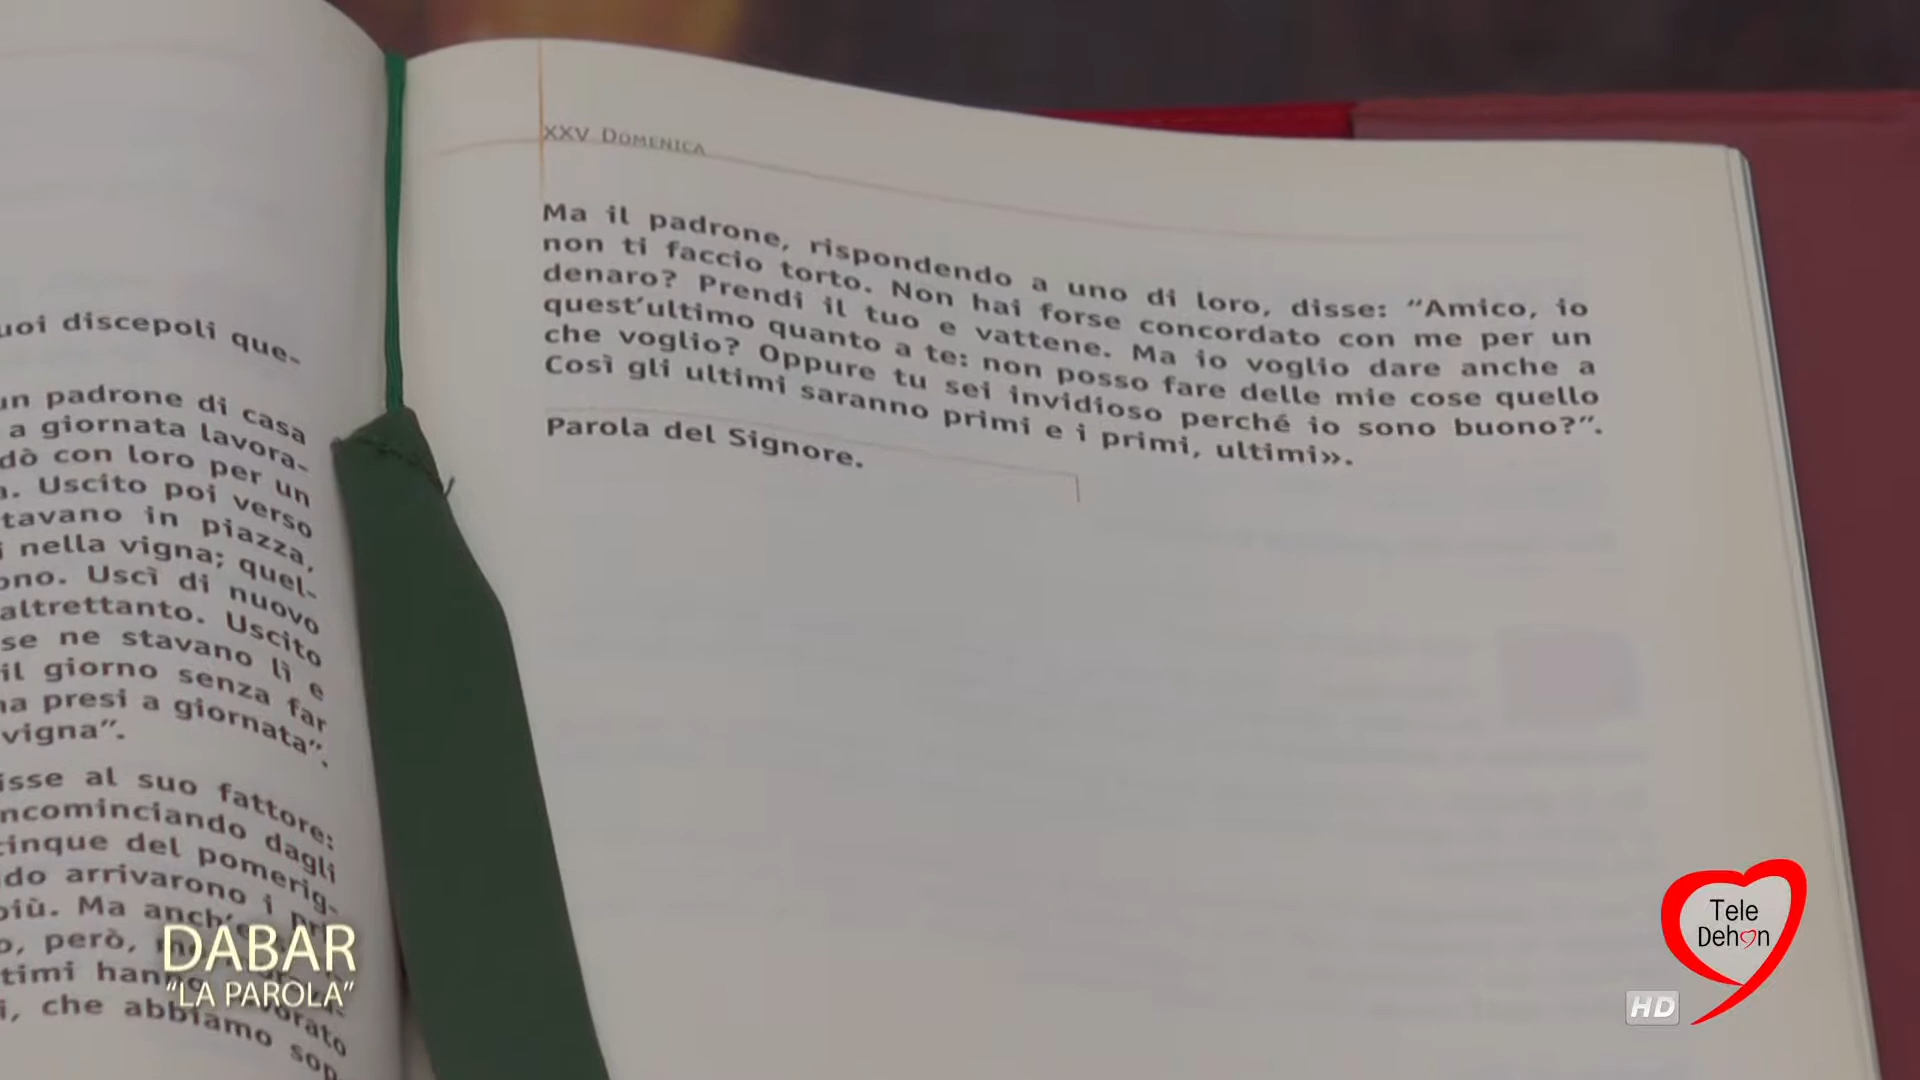 uoi discepoli que-
un padrone di casa
a giornata lavora-
dò con loro per un
a. Uscito poi verso
tavano in piazza,
i nella vigna; quel-
ono. Uscì di nuovo
altrettanto. Uscito
se ne stavano lì e
il giorno senza far
ha presi a giornata”.
vigna”.
isse al suo fattore:
ncominciando dagli
cinque del pomerig-
do arrivarono i
più. Ma anch’
o, però,
timi hanno lavorato
i, che abbiamo sop
XXV Domenica
Ma il padrone, rispondendo a uno di loro, disse: “Amico, io
non ti faccio torto. Non hai forse concordato con me per un
denaro? Prendi il tuo e vattene. Ma io voglio dare anche a
quest’ultimo quanto a te: non posso fare delle mie cose quello
che voglio? Oppure tu sei invidioso perché io sono buono?”.
Così gli ultimi saranno primi e i primi, ultimi».
Parola del Signore.
DABAR
“LA PAROLA”
Tele
Dehon
HD